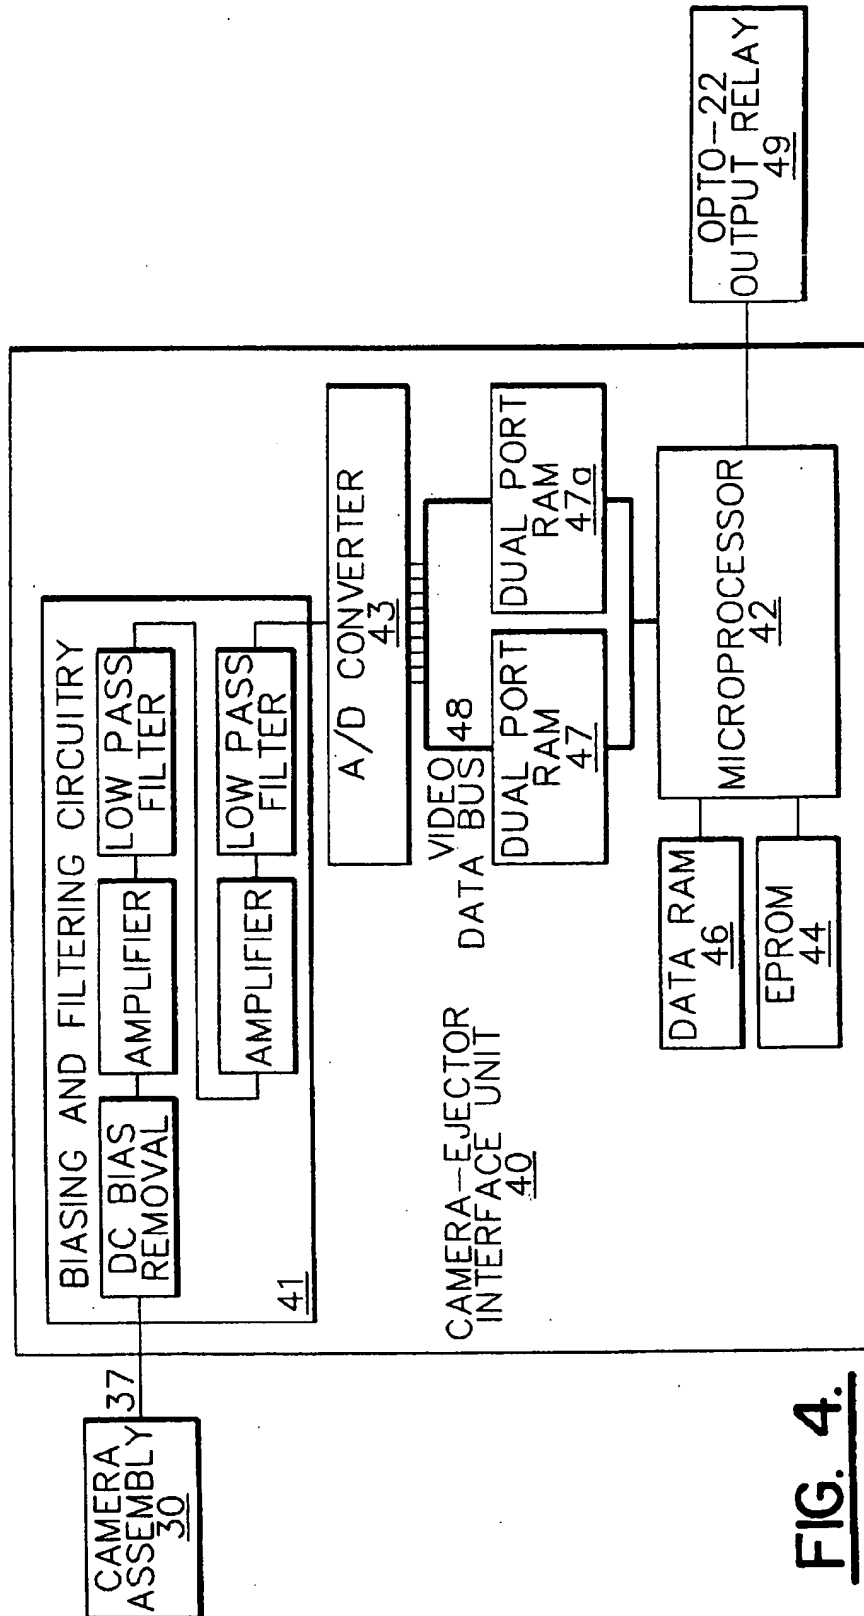 CAMERA
ASSEMBLY
30
37
BIASING AND FILTERING CIRCUITRY
DC BIAS
REMOVAL
AMPLIFIER
LOW PASS
FILTER
AMPLIFIER
LOW PASS
FILTER
41
A/D CONVERTER
43
CAMERA-EJECTOR
INTERFACE UNIT
40
VIDEO
DATA BUS 48
DUAL PORT
RAM
47
DUAL PORT
RAM
47a
DATA RAM
46
EPROM
44
MICROPROCESSOR
42
OPTO-22
OUTPUT RELAY
49
FIG. 4.